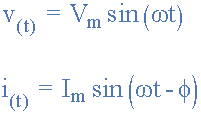 v(t) = Vm sin(ωt)
i(t) = Im sin(ωt - ϕ)